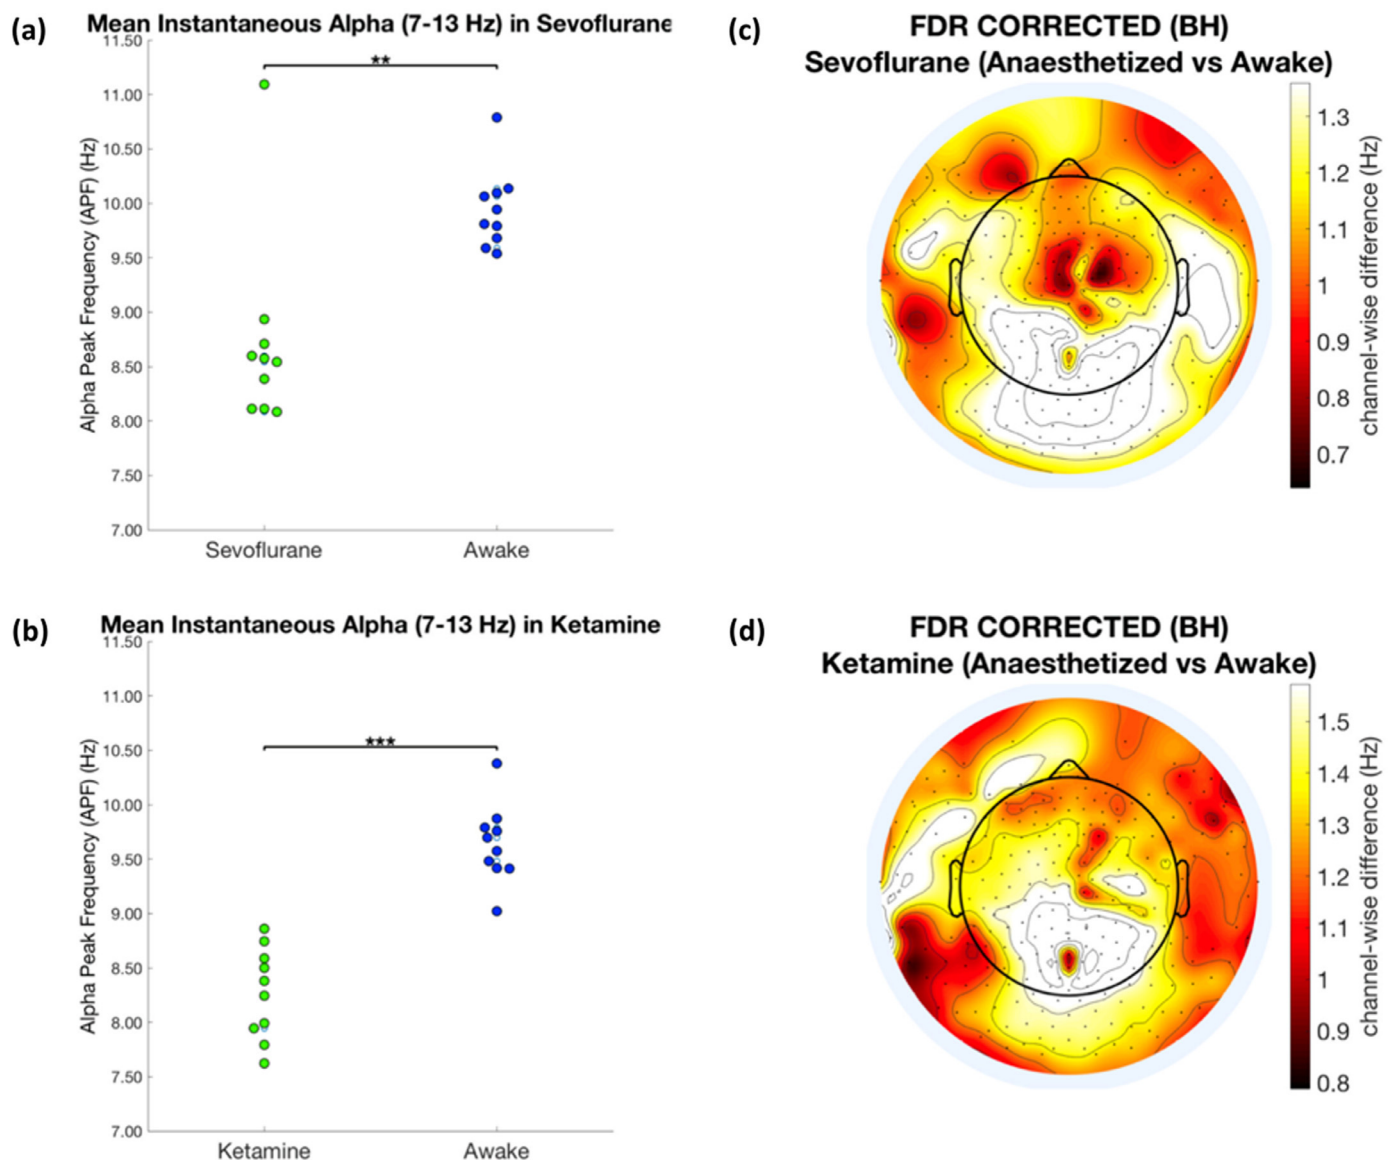 (a)
Mean Instantaneous Alpha (7-13 Hz) in Sevoflurane
**
Alpha Peak Frequency (APF) (Hz)
11.50
11.00
10.50
10.00
9.50
9.00
8.50
8.00
7.50
7.00
Sevoflurane Awake
(c)
FDR CORRECTED (BH)
Sevoflurane (Anaesthetized vs Awake)
1.3
1.2
1.1
1
0.9
0.8
0.7
channel-wise difference (Hz)
(b)
Mean Instantaneous Alpha (7-13 Hz) in Ketamine
***
Alpha Peak Frequency (APF) (Hz)
11.50
11.00
10.50
10.00
9.50
9.00
8.50
8.00
7.50
7.00
Ketamine Awake
(d)
FDR CORRECTED (BH)
Ketamine (Anaesthetized vs Awake)
1.5
1.4
1.3
1.2
1.1
1
0.9
0.8
channel-wise difference (Hz)